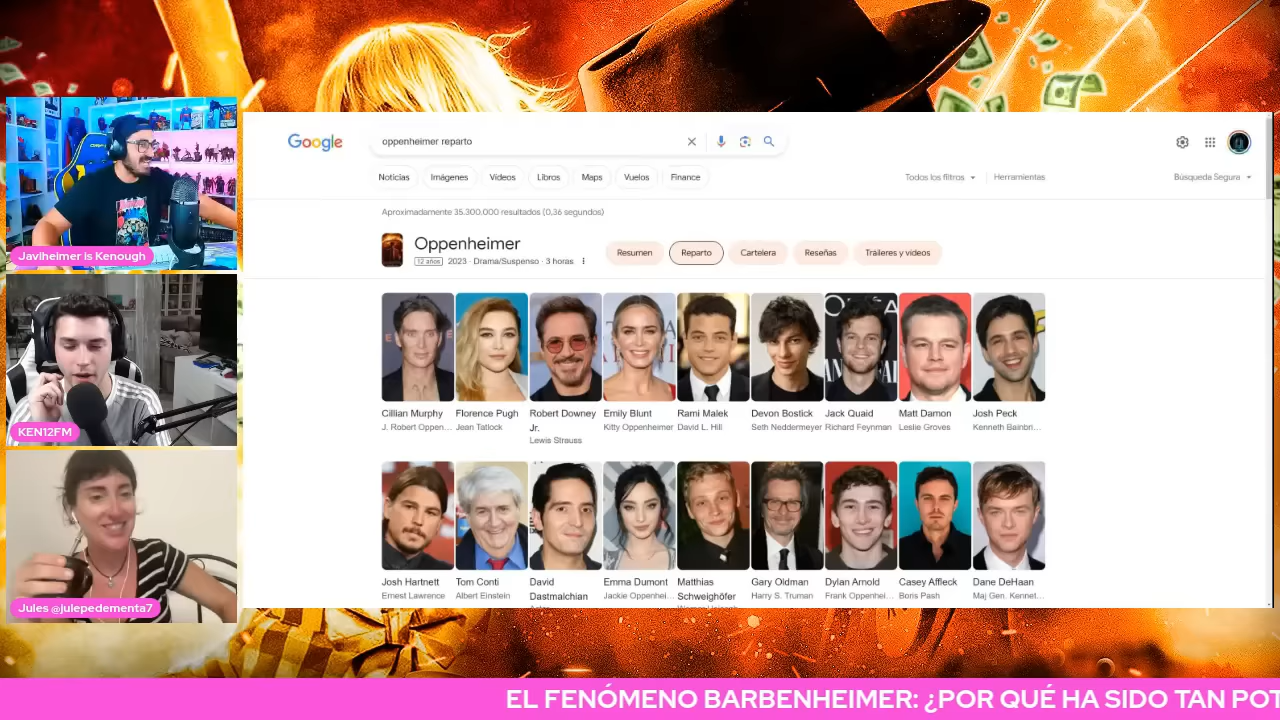 Google
oppenheimer reparto
Noticias Imágenes Vídeos Libros Maps Vuelos Finance
Todos los filtros Herramientas
Búsqueda Segura
Aproximadamente 35.300.000 resultados (0,36 segundos)
Oppenheimer
12 años 2023 · Drama/Suspenso · 3 horas
Resumen Reparto Cartelera Reseñas Tráileres y vídeos
Cillian Murphy
J. Robert Oppen...
Florence Pugh
Jean Tatlock
Robert Downey
Jr.
Lewis Strauss
Emily Blunt
Kitty Oppenheimer
Rami Malek
David L. Hill
Devon Bostick
Seth Neddermeyer
Jack Quaid
Richard Feynman
Matt Damon
Leslie Groves
Josh Peck
Kenneth Bainbri...
Josh Hartnett
Ernest Lawrence
Tom Conti
Albert Einstein
David
Dastmalchian
Emma Dumont
Jackie Oppenhei...
Matthias
Schweighöfer
Gary Oldman
Harry S. Truman
Dylan Arnold
Frank Oppenhei...
Casey Affleck
Boris Pash
Dane DeHaan
Maj Gen. Kennet...
Javiheimer is Kenough
KEN12FM
Jules @julepedementa7
EL FENÓMENO BARBENHEIMER: ¿POR QUÉ HA SIDO TAN POT